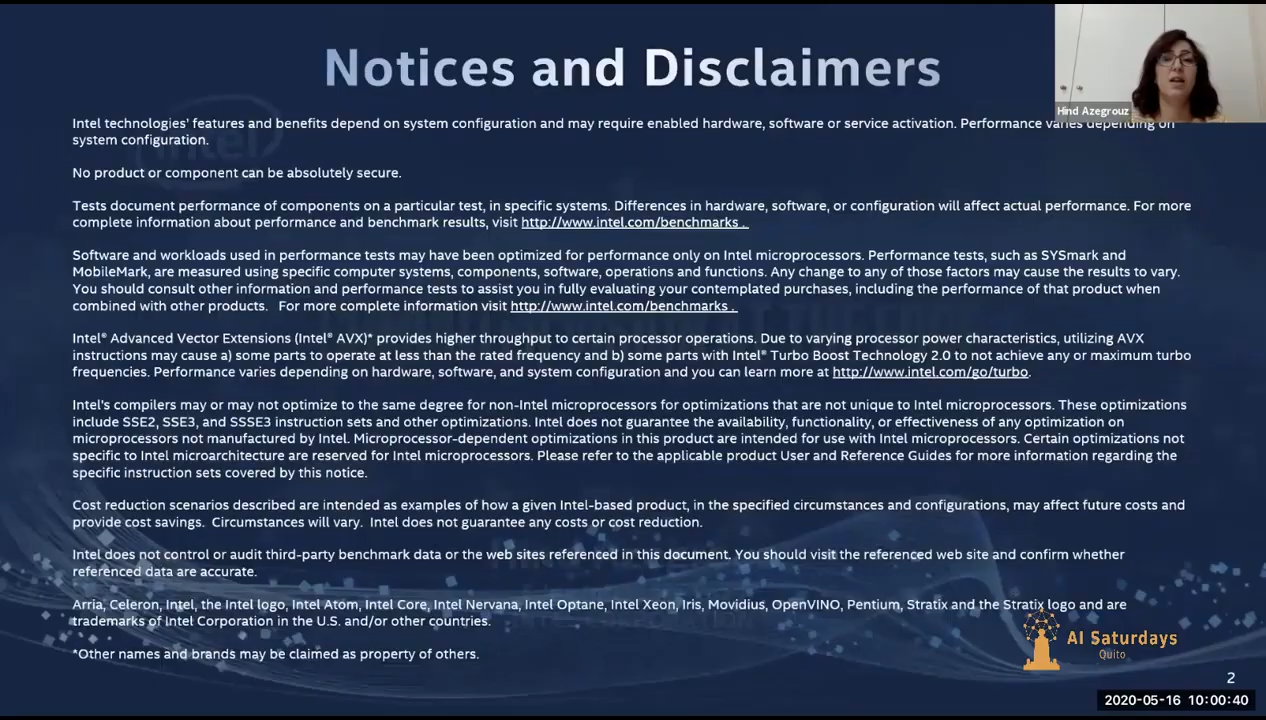 Notices and Disclaimers
Hind Azegrouz
Intel technologies' features and benefits depend on system configuration and may require enabled hardware, software or service activation. Performance varies depending on
system configuration.
intel
No product or component can be absolutely secure.
Tests document performance of components on a particular test, in specific systems. Differences in hardware, software, or configuration will affect actual performance. For more
complete information about performance and benchmark results, visit http://www.intel.com/benchmarks .
Software and workloads used in performance tests may have been optimized for performance only on Intel microprocessors. Performance tests, such as SYSmark and
MobileMark, are measured using specific computer systems, components, software, operations and functions. Any change to any of those factors may cause the results to vary.
You should consult other information and performance tests to assist you in fully evaluating your contemplated purchases, including the performance of that product when
combined with other products.   For more complete information visit http://www.intel.com/benchmarks .
Intel® Advanced Vector Extensions (Intel® AVX)* provides higher throughput to certain processor operations. Due to varying processor power characteristics, utilizing AVX
instructions may cause a) some parts to operate at less than the rated frequency and b) some parts with Intel® Turbo Boost Technology 2.0 to not achieve any or maximum turbo
frequencies. Performance varies depending on hardware, software, and system configuration and you can learn more at http://www.intel.com/go/turbo.
Intel's compilers may or may not optimize to the same degree for non-Intel microprocessors for optimizations that are not unique to Intel microprocessors. These optimizations
include SSE2, SSE3, and SSSE3 instruction sets and other optimizations. Intel does not guarantee the availability, functionality, or effectiveness of any optimization on
microprocessors not manufactured by Intel. Microprocessor-dependent optimizations in this product are intended for use with Intel microprocessors. Certain optimizations not
specific to Intel microarchitecture are reserved for Intel microprocessors. Please refer to the applicable product User and Reference Guides for more information regarding the
specific instruction sets covered by this notice.
Cost reduction scenarios described are intended as examples of how a given Intel-based product, in the specified circumstances and configurations, may affect future costs and
provide cost savings.  Circumstances will vary.  Intel does not guarantee any costs or cost reduction.
Intel does not control or audit third-party benchmark data or the web sites referenced in this document. You should visit the referenced web site and confirm whether
referenced data are accurate.
Arria, Celeron, Intel, the Intel logo, Intel Atom, Intel Core, Intel Nervana, Intel Optane, Intel Xeon, Iris, Movidius, OpenVINO, Pentium, Stratix and the Stratix logo and are
trademarks of Intel Corporation in the U.S. and/or other countries.
*Other names and brands may be claimed as property of others.
AI Saturdays
Quito
2
2020-05-16 10:00:40